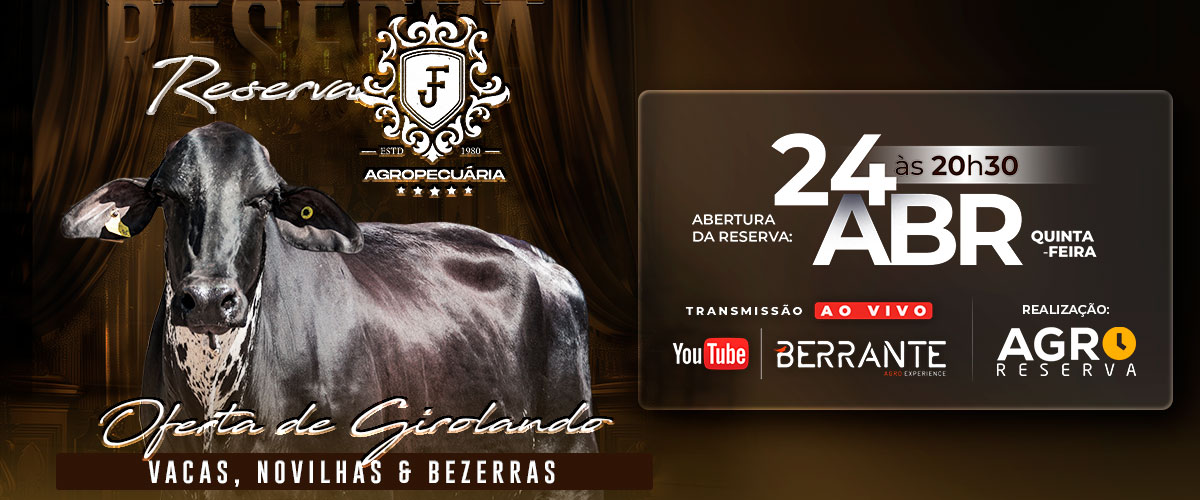 RESERVA
Reserva
JF
ESTD 1980
AGROPECUÁRIA
Oferta de Girolando
VACAS, NOVILHAS & BEZERRAS
24 às 20h30
ABERTURA
DA RESERVA:
ABR
QUINTA
-FEIRA
TRANSMISSÃO AO VIVO
YouTube
BERRANTE
AGRO EXPERIENCE
REALIZAÇÃO:
AGRO
RESERVA